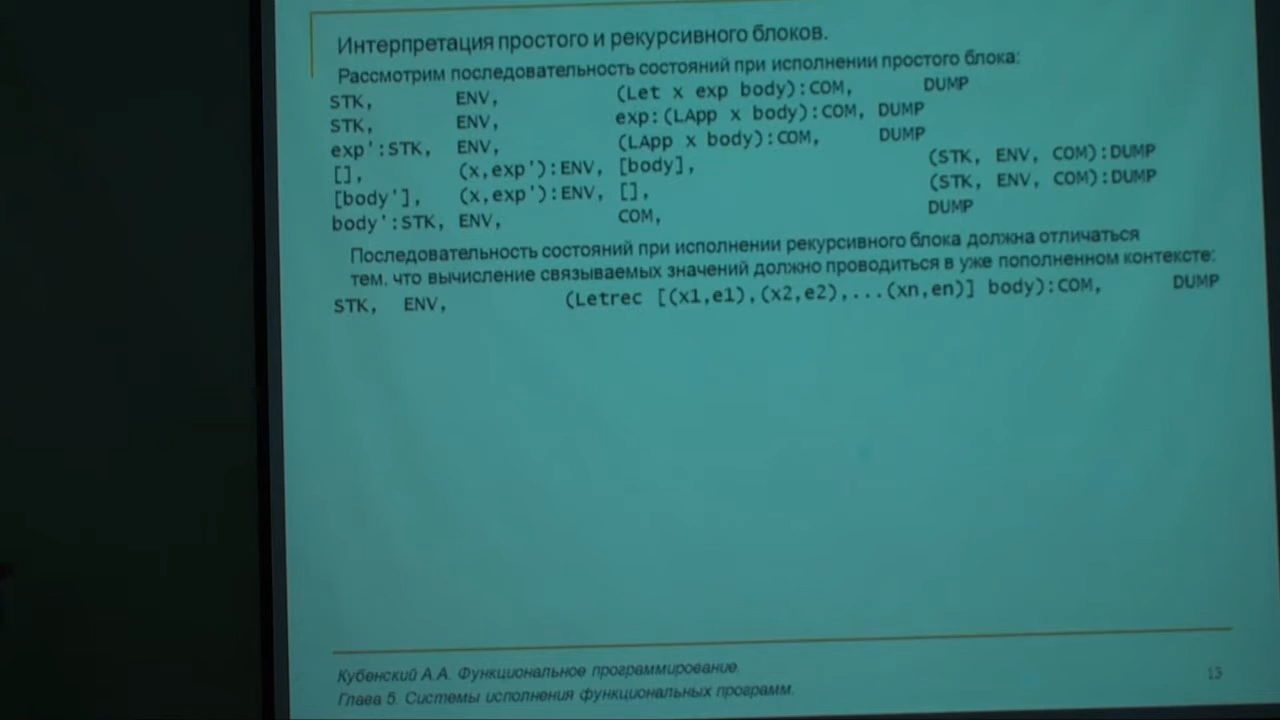 Интерпретация простого и рекурсивного блоков.
Рассмотрим последовательность состояний при исполнении простого блока:
STK, ENV, (Let x exp body):COM, DUMP
STK, ENV, exp:(LApp x body):COM, DUMP
exp':STK, ENV, (LApp x body):COM, DUMP
[], (x,exp'):ENV, [body], (STK, ENV, COM):DUMP
[body'], (x,exp'):ENV, [], (STK, ENV, COM):DUMP
body':STK, ENV, COM, DUMP
Последовательность состояний при исполнении рекурсивного блока должна отличаться
тем, что вычисление связываемых значений должно проводиться в уже пополненном контексте:
STK, ENV, (Letrec [(x1,e1),(x2,e2),...(xn,en)] body):COM, DUMP
Кубенский А.А. Функциональное программирование.
Глава 5. Системы исполнения функциональных программ.
13